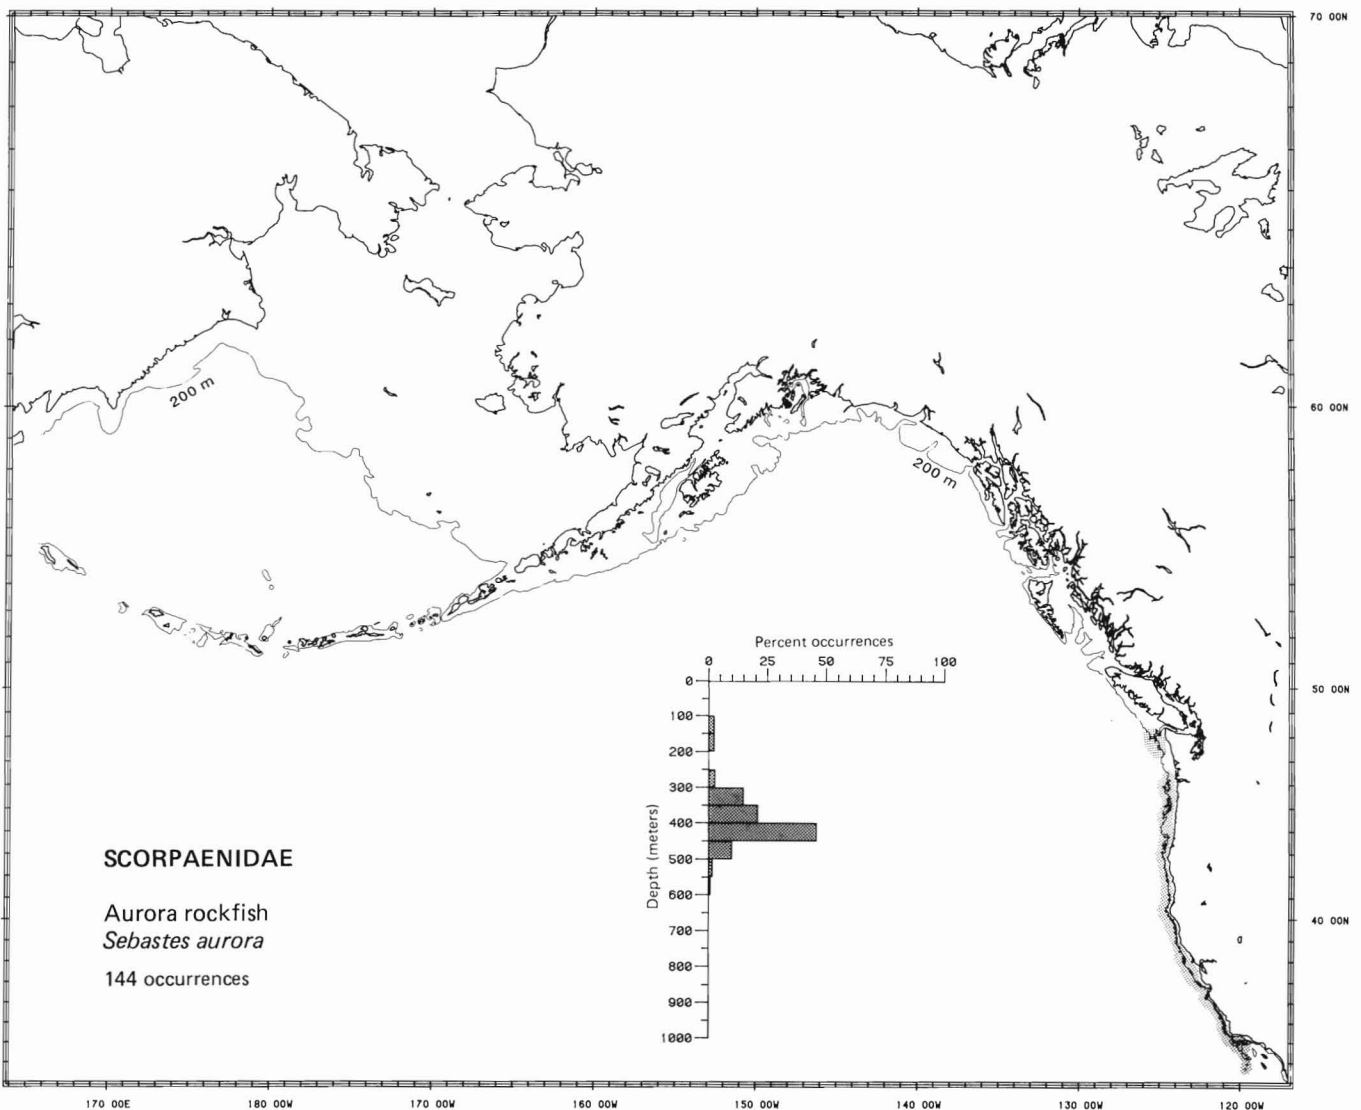 70 00N
200 m
60 00N
200 m
Percent occurrences
0 25 50 75 100
50 00N
0
100
200
300
400
500
600
700
800
900
1000
Depth (meters)
SCORPAENIDAE
Aurora rockfish
Sebastes aurora
144 occurrences
40 00N
170 00E 180 00W 170 00W 160 00W 150 00W 140 00W 130 00W 120 00W